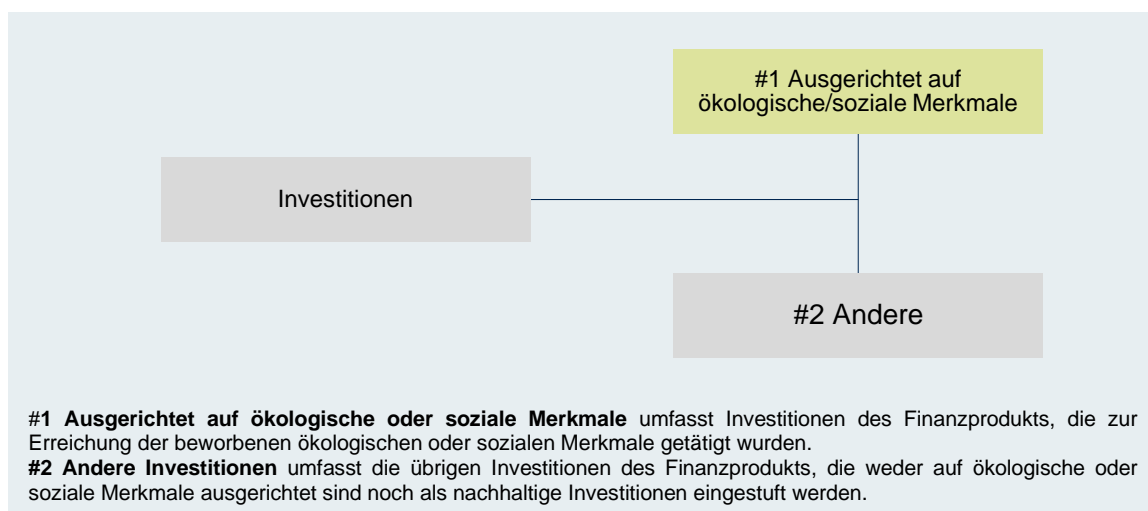 #1 Ausgerichtet auf
ökologische/soziale Merkmale
Investitionen
#2 Andere
#1 Ausgerichtet auf ökologische oder soziale Merkmale umfasst Investitionen des Finanzprodukts, die zur
Erreichung der beworbenen ökologischen oder sozialen Merkmale getätigt wurden.
#2 Andere Investitionen umfasst die übrigen Investitionen des Finanzprodukts, die weder auf ökologische oder
soziale Merkmale ausgerichtet sind noch als nachhaltige Investitionen eingestuft werden.